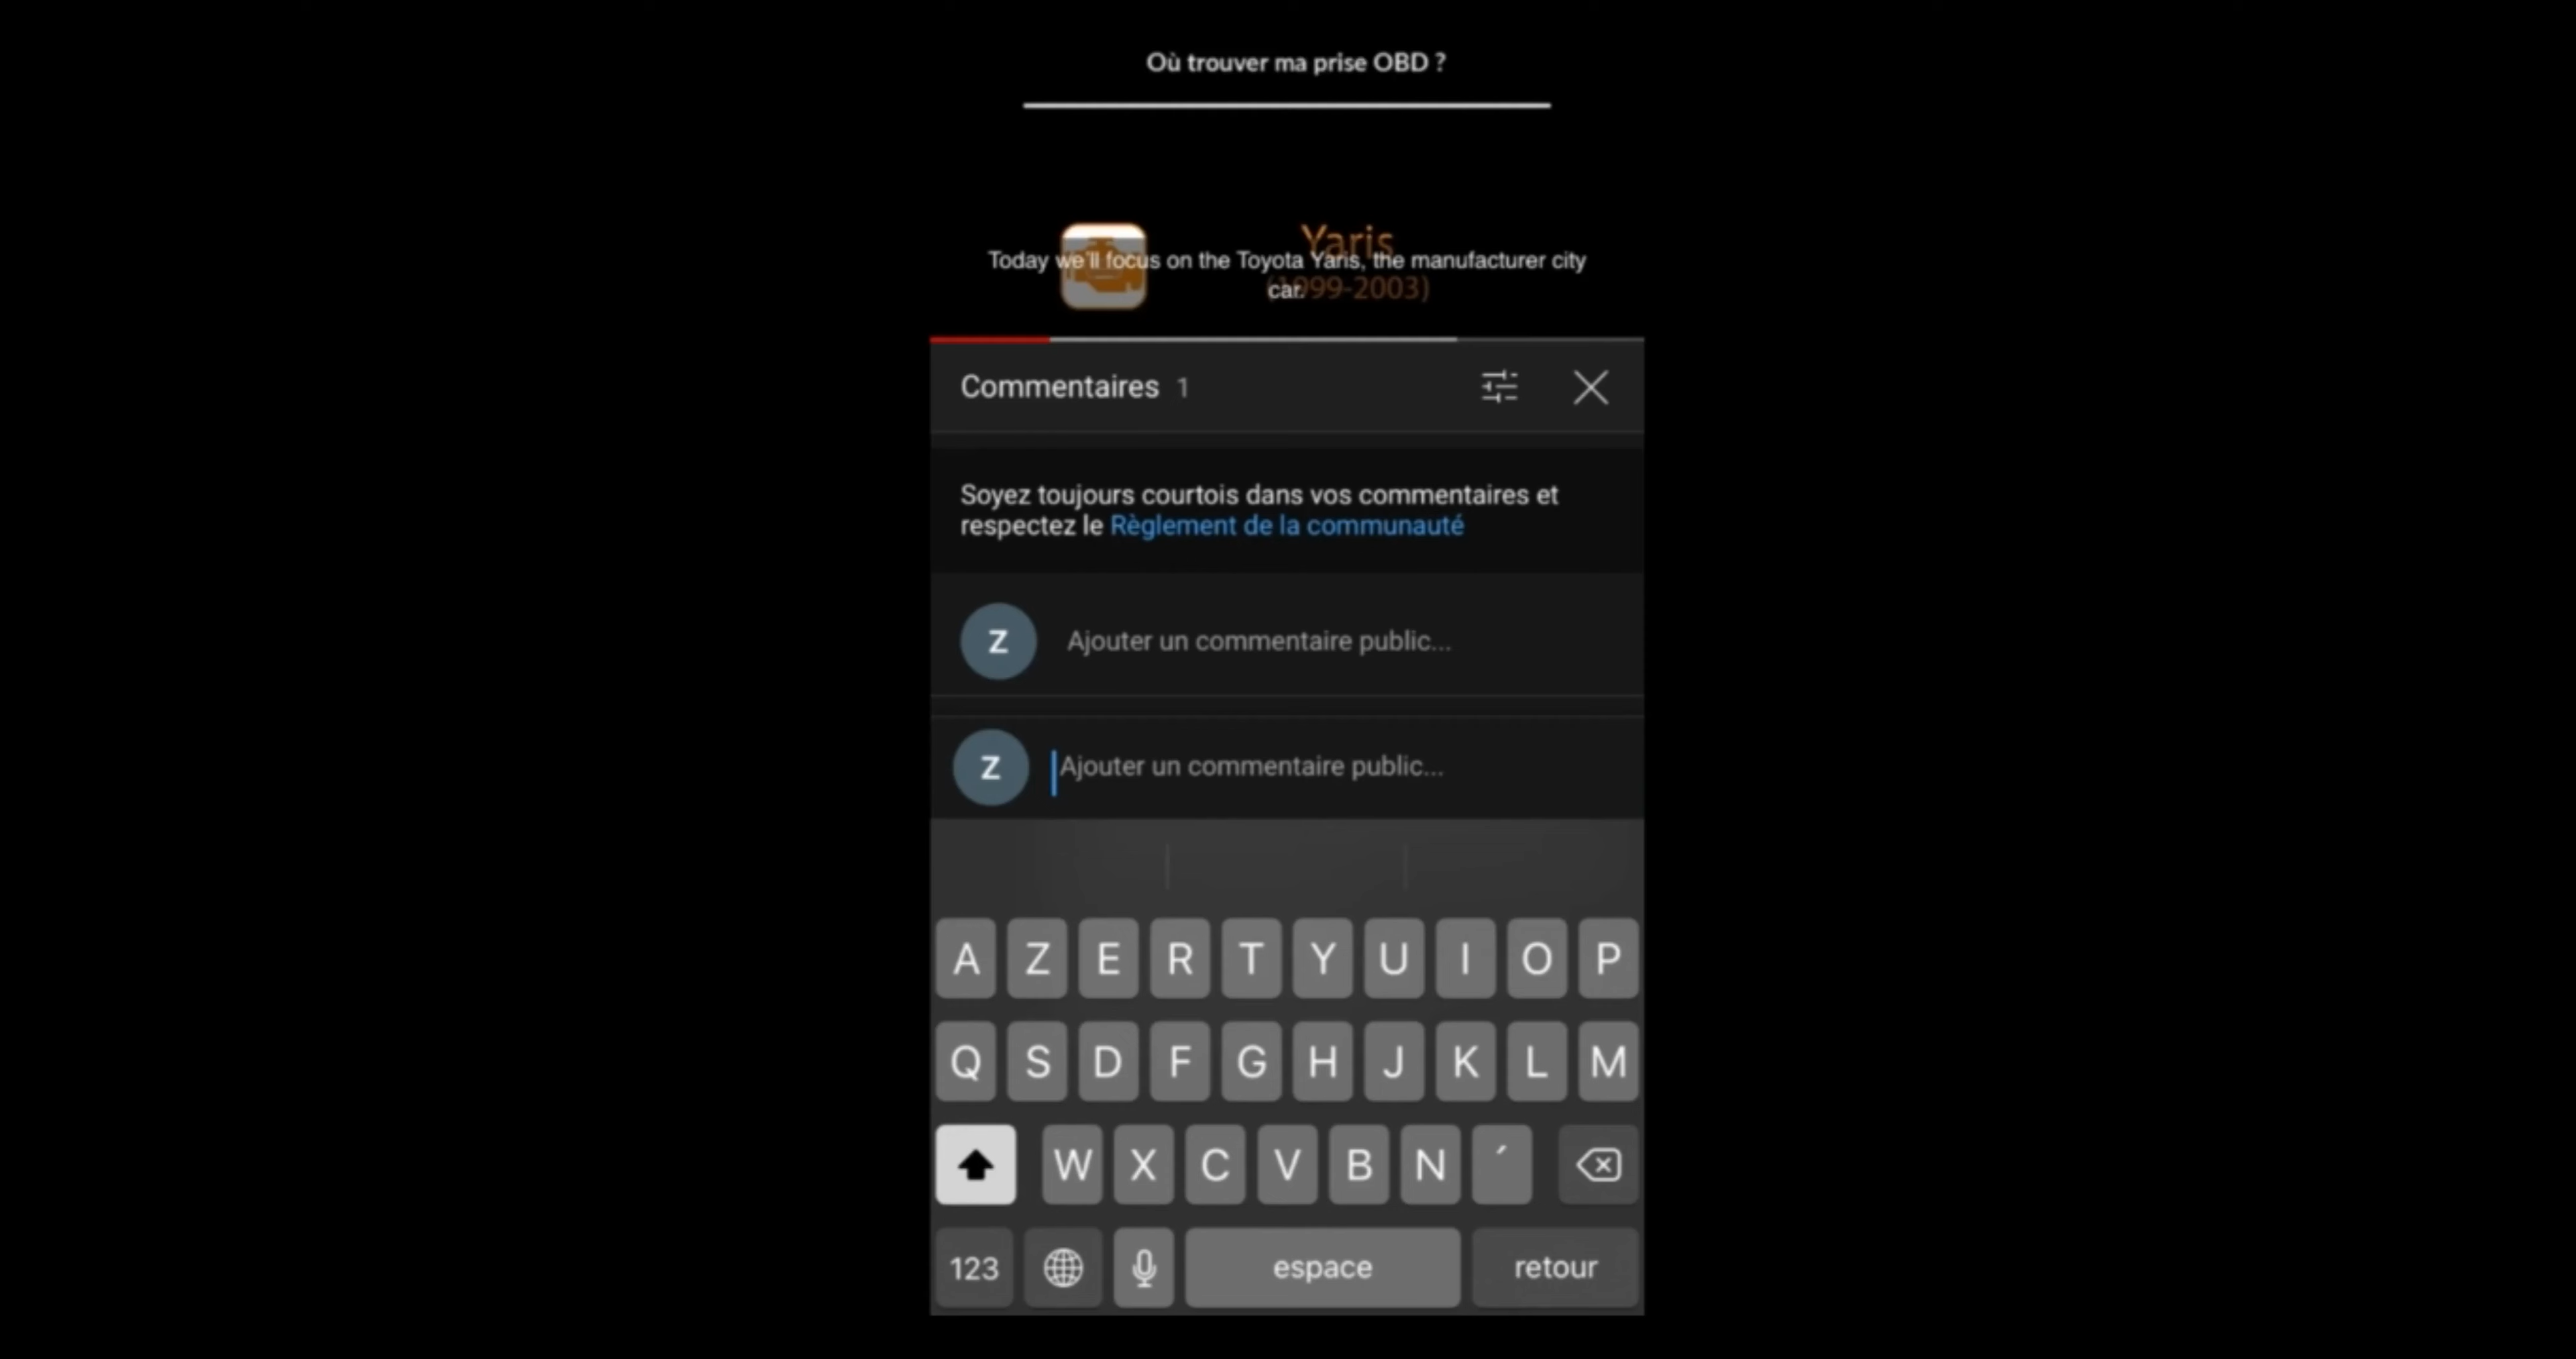 Où trouver ma prise OBD ?
Yaris
Today we'll focus on the Toyota Yaris, the manufacturer city
car.
(1999-2003)
Commentaires 1
Soyez toujours courtois dans vos commentaires et
respectez le Règlement de la communauté
Z Ajouter un commentaire public...
Z Ajouter un commentaire public...
A Z E R T Y U I O P
Q S D F G H J K L M
W X C V B N ´
123 espace retour